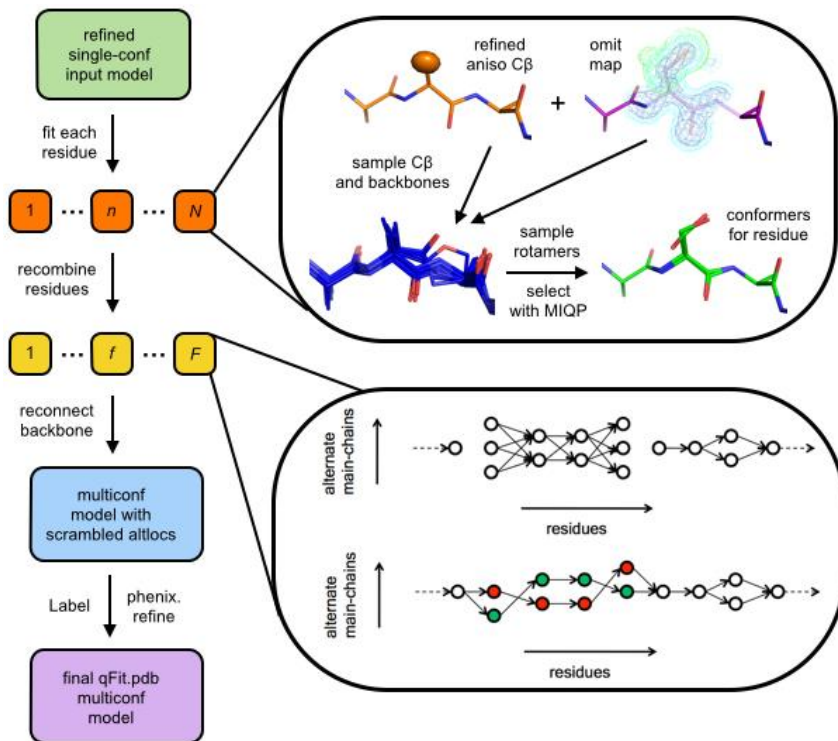 refined
single-conf
input model
fit each
residue
1 ··· n ··· N
recombine
residues
1 ··· f ··· F
reconnect
backbone
multiconf
model with
scrambled altlocs
Label
phenix.
refine
final qFit.pdb
multiconf
model
refined
aniso Cβ
+
omit
map
sample Cβ
and backbones
sample
rotamers
select
with MIQP
conformers
for residue
alternate
main-chains
residues
alternate
main-chains
residues